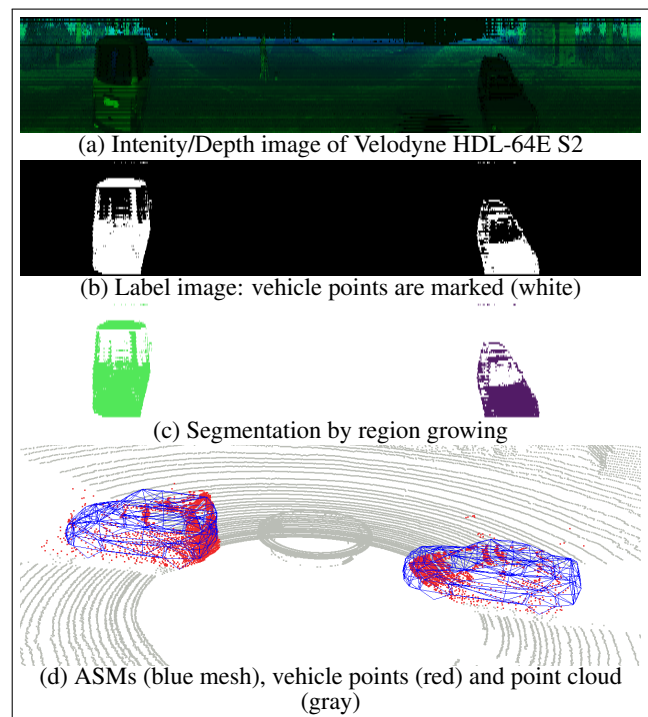 (a) Intenity/Depth image of Velodyne HDL-64E S2
(b) Label image: vehicle points are marked (white)
(c) Segmentation by region growing
(d) ASMs (blue mesh), vehicle points (red) and point cloud
(gray)